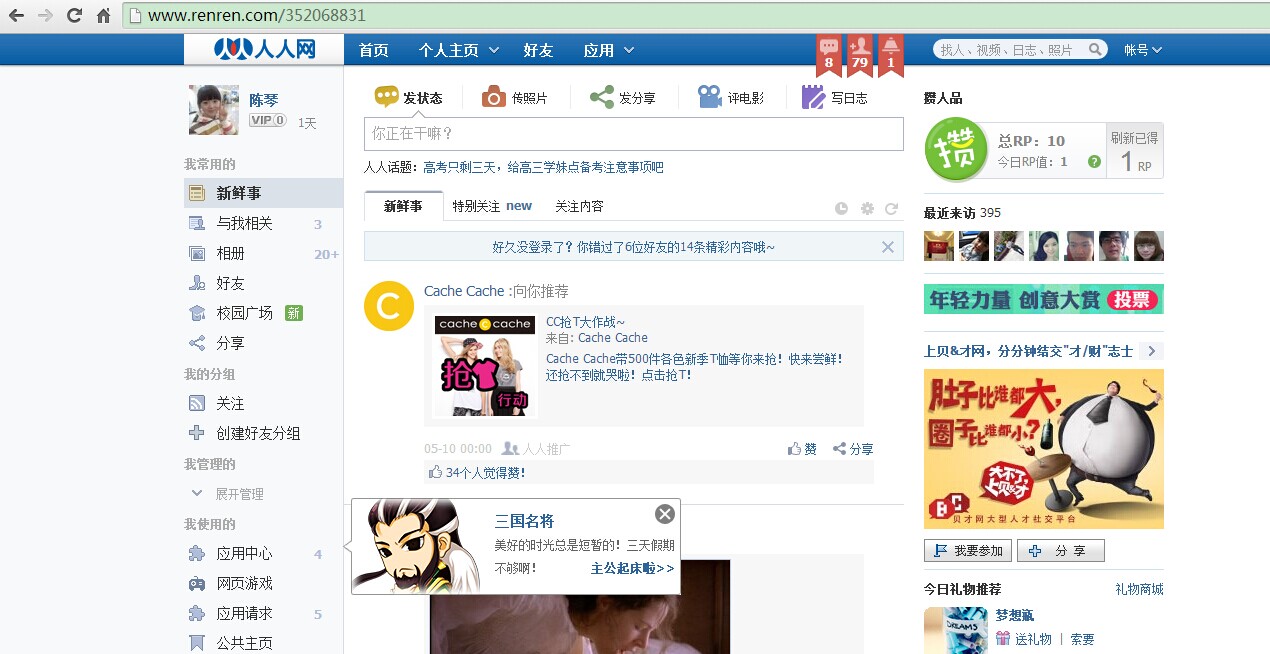 www.renren.com/352068831
人人网
首页 个人主页 好友 应用
8 79 1
找人、视频、日志、照片
帐号
陈琴
VIP 0 1天
我常用的
新鲜事
与我相关 3
相册 20+
好友
校园广场 新
分享
我的分组
关注
创建好友分组
我管理的
展开管理
我使用的
应用中心 4
网页游戏
应用请求 5
公共主页
发状态 传照片 发分享 评电影 写日志
你正在干嘛？
人人话题：高考只剩三天，给高三学妹点备考注意事项吧
新鲜事 特别关注 new 关注内容
好久没登录了？你错过了6位好友的14条精彩内容哦~
C
Cache Cache :向你推荐
cache c cache
抢
行动
CC抢T大作战~
来自: Cache Cache
Cache Cache带500件各色新季T恤等你来抢！快来尝鲜！
还抢不到就哭啦！点击抢T！
05-10 00:00 人人推广
赞 分享
34个人觉得赞！
三国名将
美好的时光总是短暂的！三天假期
不够啊！ 主公起床啦>>
攒人品
攒
总RP：10
今日RP值：1 ?
刷新已得
1 RP
最近来访 395
年轻力量 创意大赏 投票
上贝&才网，分分钟结交"才/财"志士
肚子比谁都大，
圈子比谁都小？
大不了，
上贝&才
贝才网大型人才社交平台
我要参加 分 享
今日礼物推荐 礼物商城
DREAMS
梦想瓶
送礼物 | 索要